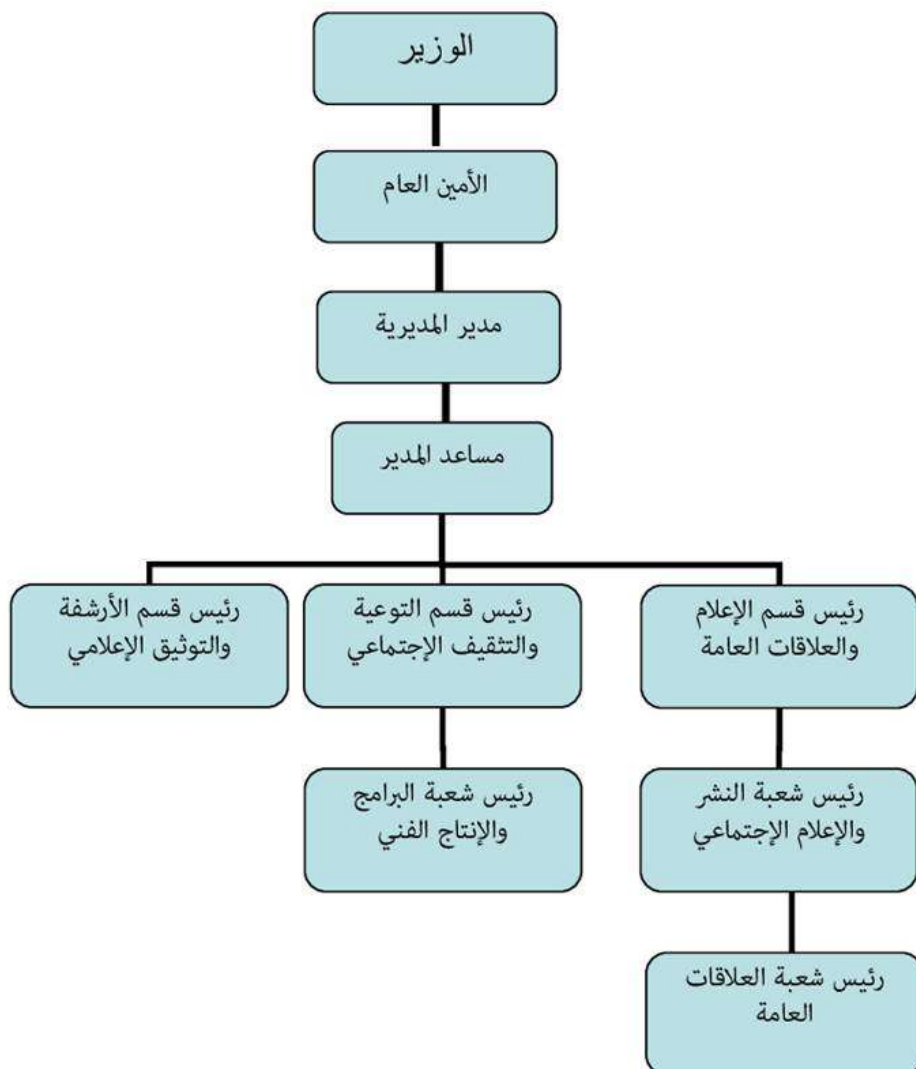 الوزير
الأمين العام
مدير المديرية
مساعد المدير
رئيس قسم الإعلام
والعلاقات العامة
رئيس قسم التوعية
والتثقيف الإجتماعي
رئيس قسم الأرشفة
والتوثيق الإعلامي
رئيس شعبة النشر
والإعلام الإجتماعي
رئيس شعبة البرامج
والإنتاج الفني
رئيس شعبة العلاقات
العامة